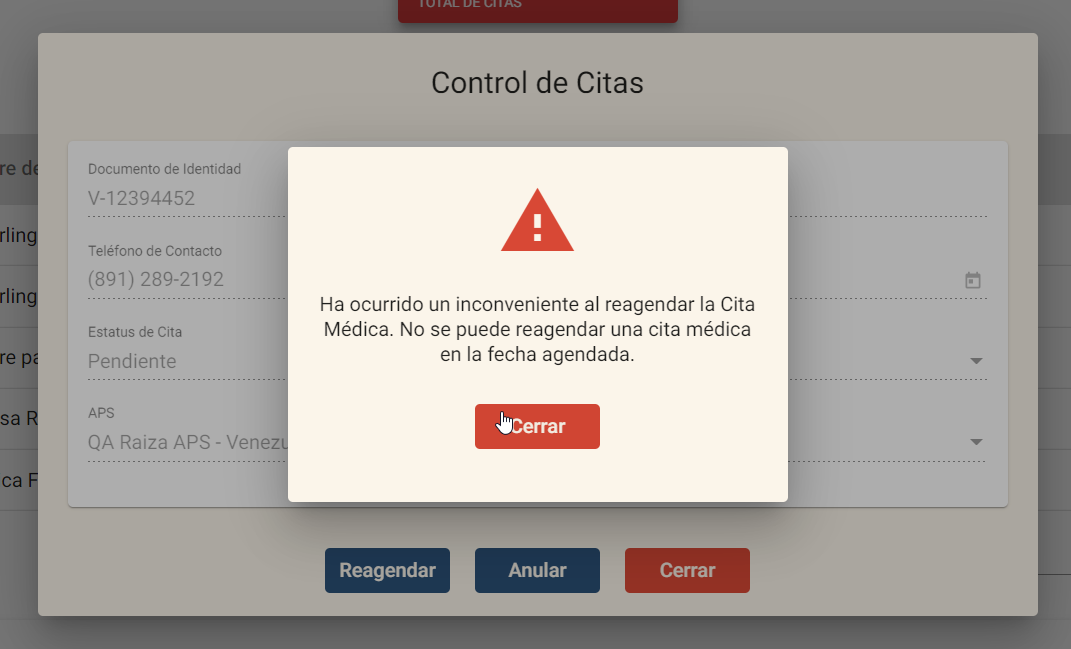 TOTAL DE CITAS
Control de Citas
re de
rling
rling
re pa
sa R
ca F
Documento de Identidad
V-12394452
Teléfono de Contacto
(891) 289-2192
Estatus de Cita
Pendiente
APS
QA Raiza APS - Venezu
Ha ocurrido un inconveniente al reagendar la Cita
Médica. No se puede reagendar una cita médica
en la fecha agendada.
Cerrar
Reagendar
Anular
Cerrar